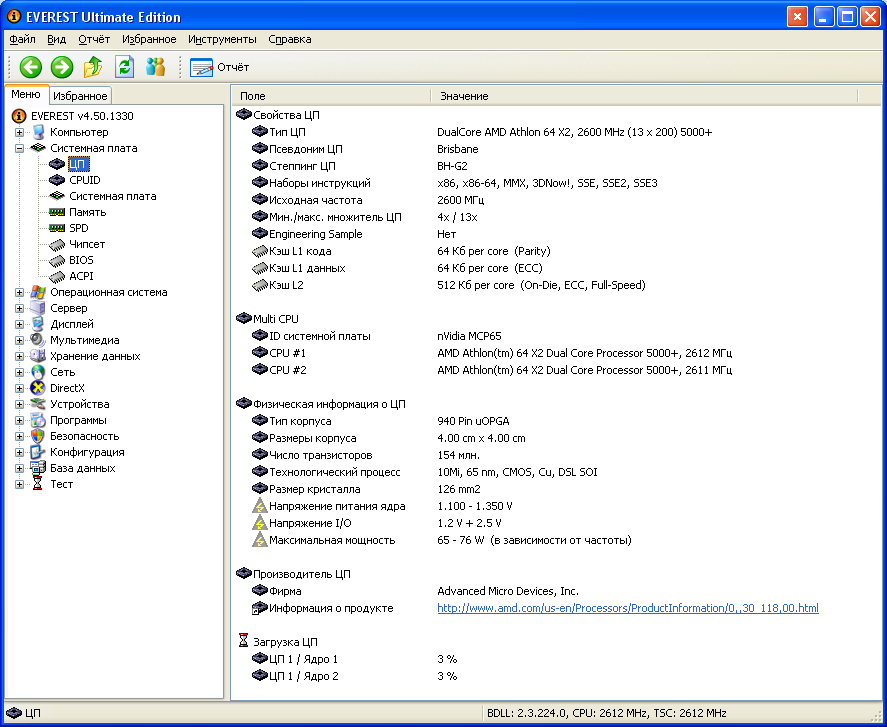 EVEREST Ultimate Edition
Файл Вид Отчёт Избранное Инструменты Справка
Отчёт
Меню Избранное
EVEREST v4.50.1330
Компьютер
Системная плата
ЦП
CPUID
Системная плата
Память
SPD
Чипсет
BIOS
ACPI
Операционная система
Сервер
Дисплей
Мультимедиа
Хранение данных
Сеть
DirectX
Устройства
Программы
Безопасность
Конфигурация
База данных
Тест
Поле Значение
Свойства ЦП
Тип ЦП DualCore AMD Athlon 64 X2, 2600 MHz (13 x 200) 5000+
Псевдоним ЦП Brisbane
Степпинг ЦП BH-G2
Наборы инструкций x86, x86-64, MMX, 3DNow!, SSE, SSE2, SSE3
Исходная частота 2600 МГц
Мин./макс. множитель ЦП 4x / 13x
Engineering Sample Нет
Кэш L1 кода 64 Кб per core (Parity)
Кэш L1 данных 64 Кб per core (ECC)
Кэш L2 512 Кб per core (On-Die, ECC, Full-Speed)
Multi CPU
ID системной платы nVidia MCP65
CPU #1 AMD Athlon(tm) 64 X2 Dual Core Processor 5000+, 2612 МГц
CPU #2 AMD Athlon(tm) 64 X2 Dual Core Processor 5000+, 2611 МГц
Физическая информация о ЦП
Тип корпуса 940 Pin uOPGA
Размеры корпуса 4.00 cm x 4.00 cm
Число транзисторов 154 млн.
Технологический процесс 10Mi, 65 nm, CMOS, Cu, DSL SOI
Размер кристалла 126 mm2
Напряжение питания ядра 1.100 - 1.350 V
Напряжение I/O 1.2 V + 2.5 V
Максимальная мощность 65 - 76 W (в зависимости от частоты)
Производитель ЦП
Фирма Advanced Micro Devices, Inc.
Информация о продукте http://www.amd.com/us-en/Processors/ProductInformation/0,,30_118,00.html
Загрузка ЦП
ЦП 1 / Ядро 1 3 %
ЦП 1 / Ядро 2 3 %
ЦП BDLL: 2.3.224.0, CPU: 2612 MHz, TSC: 2612 MHz